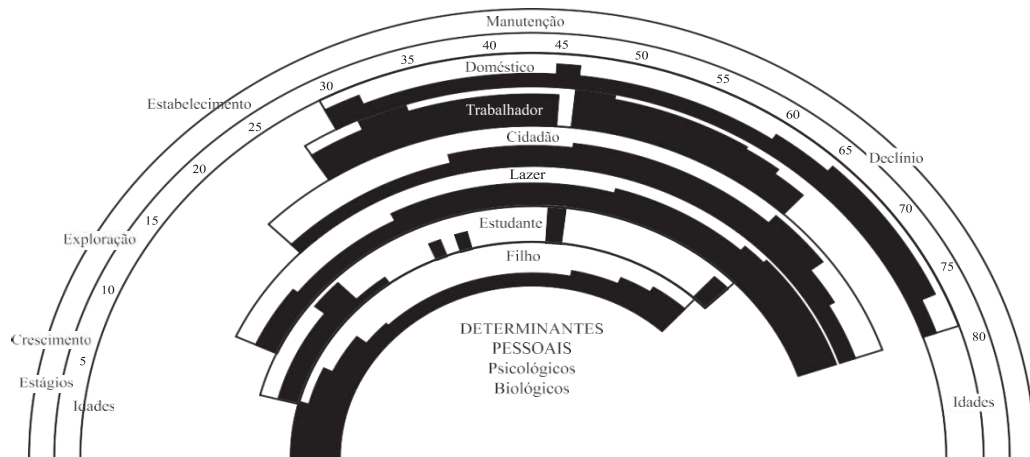 Manutenção
40
45
35
50
Doméstico
30
55
Estabelecimento
Trabalhador
25
60
Cidadão
65
Declínio
20
Lazer
15
Estudante
70
Exploração
Filho
75
10
DETERMINANTES
PESSOAIS
Psicológicos
Biológicos
80
Crescimento
5
Estágios
Idades
Idades